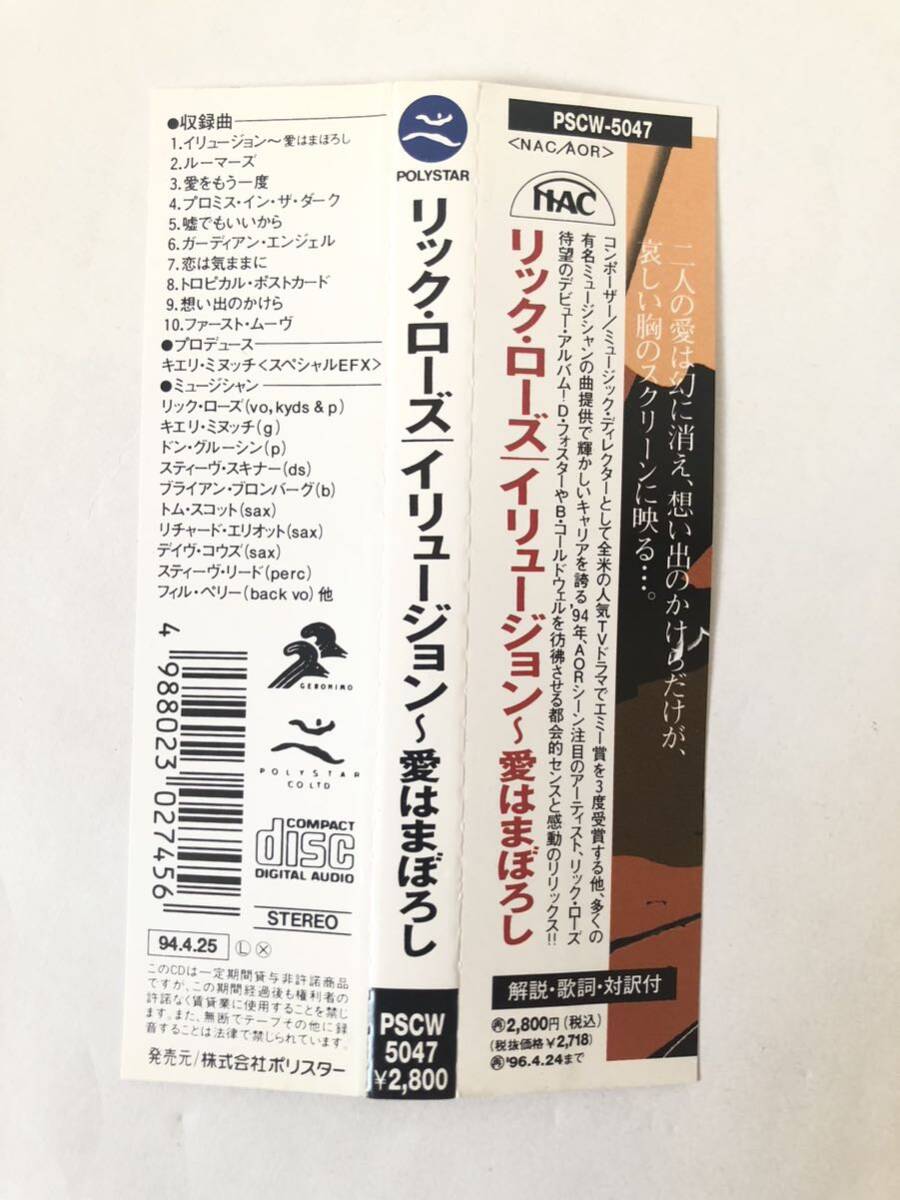 ●収録曲
1.イリュージョン〜愛はまぼろし
2.ルーマーズ
3.愛をもう一度
4.プロミス・イン・ザ・ダーク
5.嘘でもいいから
6.ガーディアン・エンジェル
7.恋は気ままに
8.トロピカル・ポストカード
9.想い出のかけら
10.ファースト・ムーヴ
●プロデュース
キエリ・ミヌッチ<スペシャルEFX>
●ミュージシャン
リック・ローズ(vo,kyds & p)
キエリ・ミヌッチ(g)
ドン・グルーシン(p)
スティーヴ・スキナー(ds)
ブライアン・ブロンバーグ(b)
トム・スコット(sax)
リチャード・エリオット(sax)
デイヴ・コウズ(sax)
スティーヴ・リード(perc)
フィル・ペリー(back vo)他
4 988023 027456
GERONIMO
POLYSTAR
CO LTD
COMPACT
disc
DIGITAL AUDIO
STEREO
94.4.25 Ⓛ Ⓧ
このCDは一定期間貸与非許諾商品
ですが、この期間経過後も権利者の
許諾なく賃貸業に使用することを禁じ
ます。また、無断でテープその他に録
音することは法律で禁じられています。
発売元/株式会社ポリスター
POLYSTAR
リック・ローズ|イリュージョン〜愛はまぼろし
PSCW
5047
¥2,800
PSCW-5047
<NAC/AOR>
NAC
リック・ローズ|イリュージョン〜愛はまぼろし
コンポーザー/ミュージック・ディレクターとして全米の人気TVドラマでエミー賞を3度受賞する他、多くの
有名ミュージシャンの曲提供で輝かしいキャリアを誇る'94年、AORシーン注目のアーティスト、リック・ローズ
待望のデビュー・アルバム!D・フォスターやB・コールドウェルを彷彿させる都会的センスと感動のリリックス!!
二人の愛は幻に消え、想い出のかけらだけが、
哀しい胸のスクリーンに映る…。
解説・歌詞・対訳付
㊢2,800円(税込)
(税抜価格¥2,718)
㊢'96.4.24まで